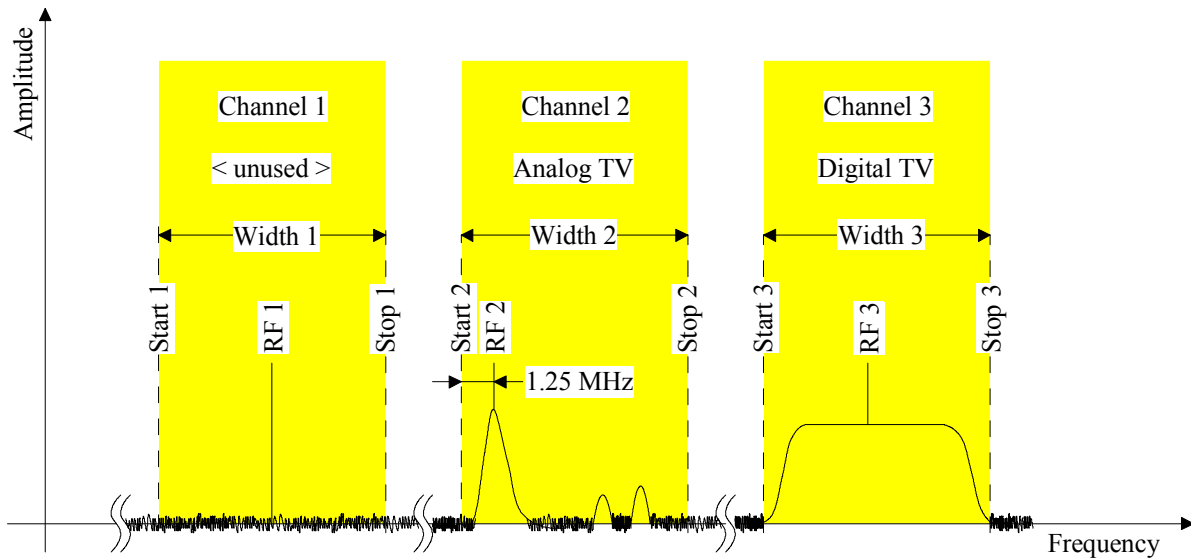 Amplitude
Channel 1
< unused >
Width 1
Start 1
RF 1
Stop 1
Channel 2
Analog TV
Width 2
Start 2
RF 2
Stop 2
1.25 MHz
Channel 3
Digital TV
Width 3
Start 3
RF 3
Stop 3
Frequency